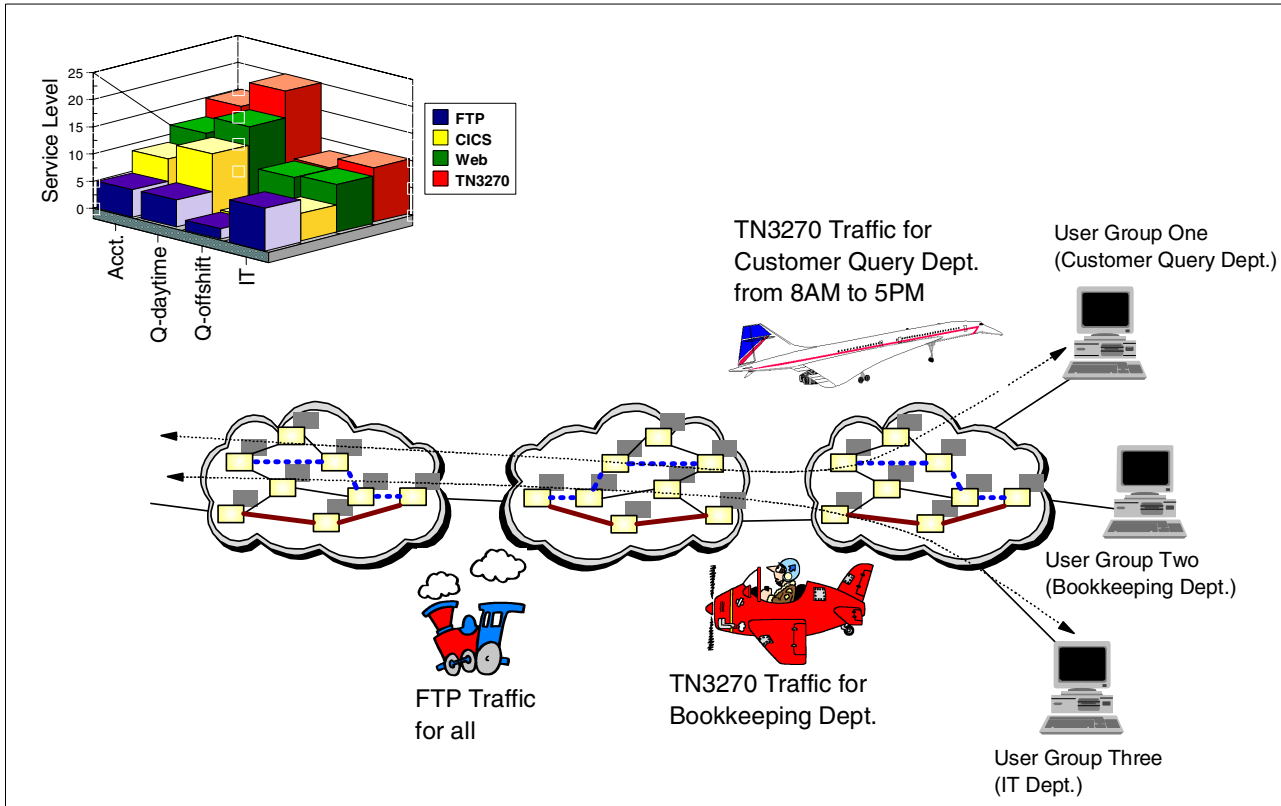 Service Level
25
20
15
10
5
0
Acct.
Q-daytime
Q-offshift
IT
FTP
CICS
Web
TN3270
TN3270 Traffic for
Customer Query Dept.
from 8AM to 5PM
User Group One
(Customer Query Dept.)
User Group Two
(Bookkeeping Dept.)
FTP Traffic
for all
TN3270 Traffic for
Bookkeeping Dept.
User Group Three
(IT Dept.)